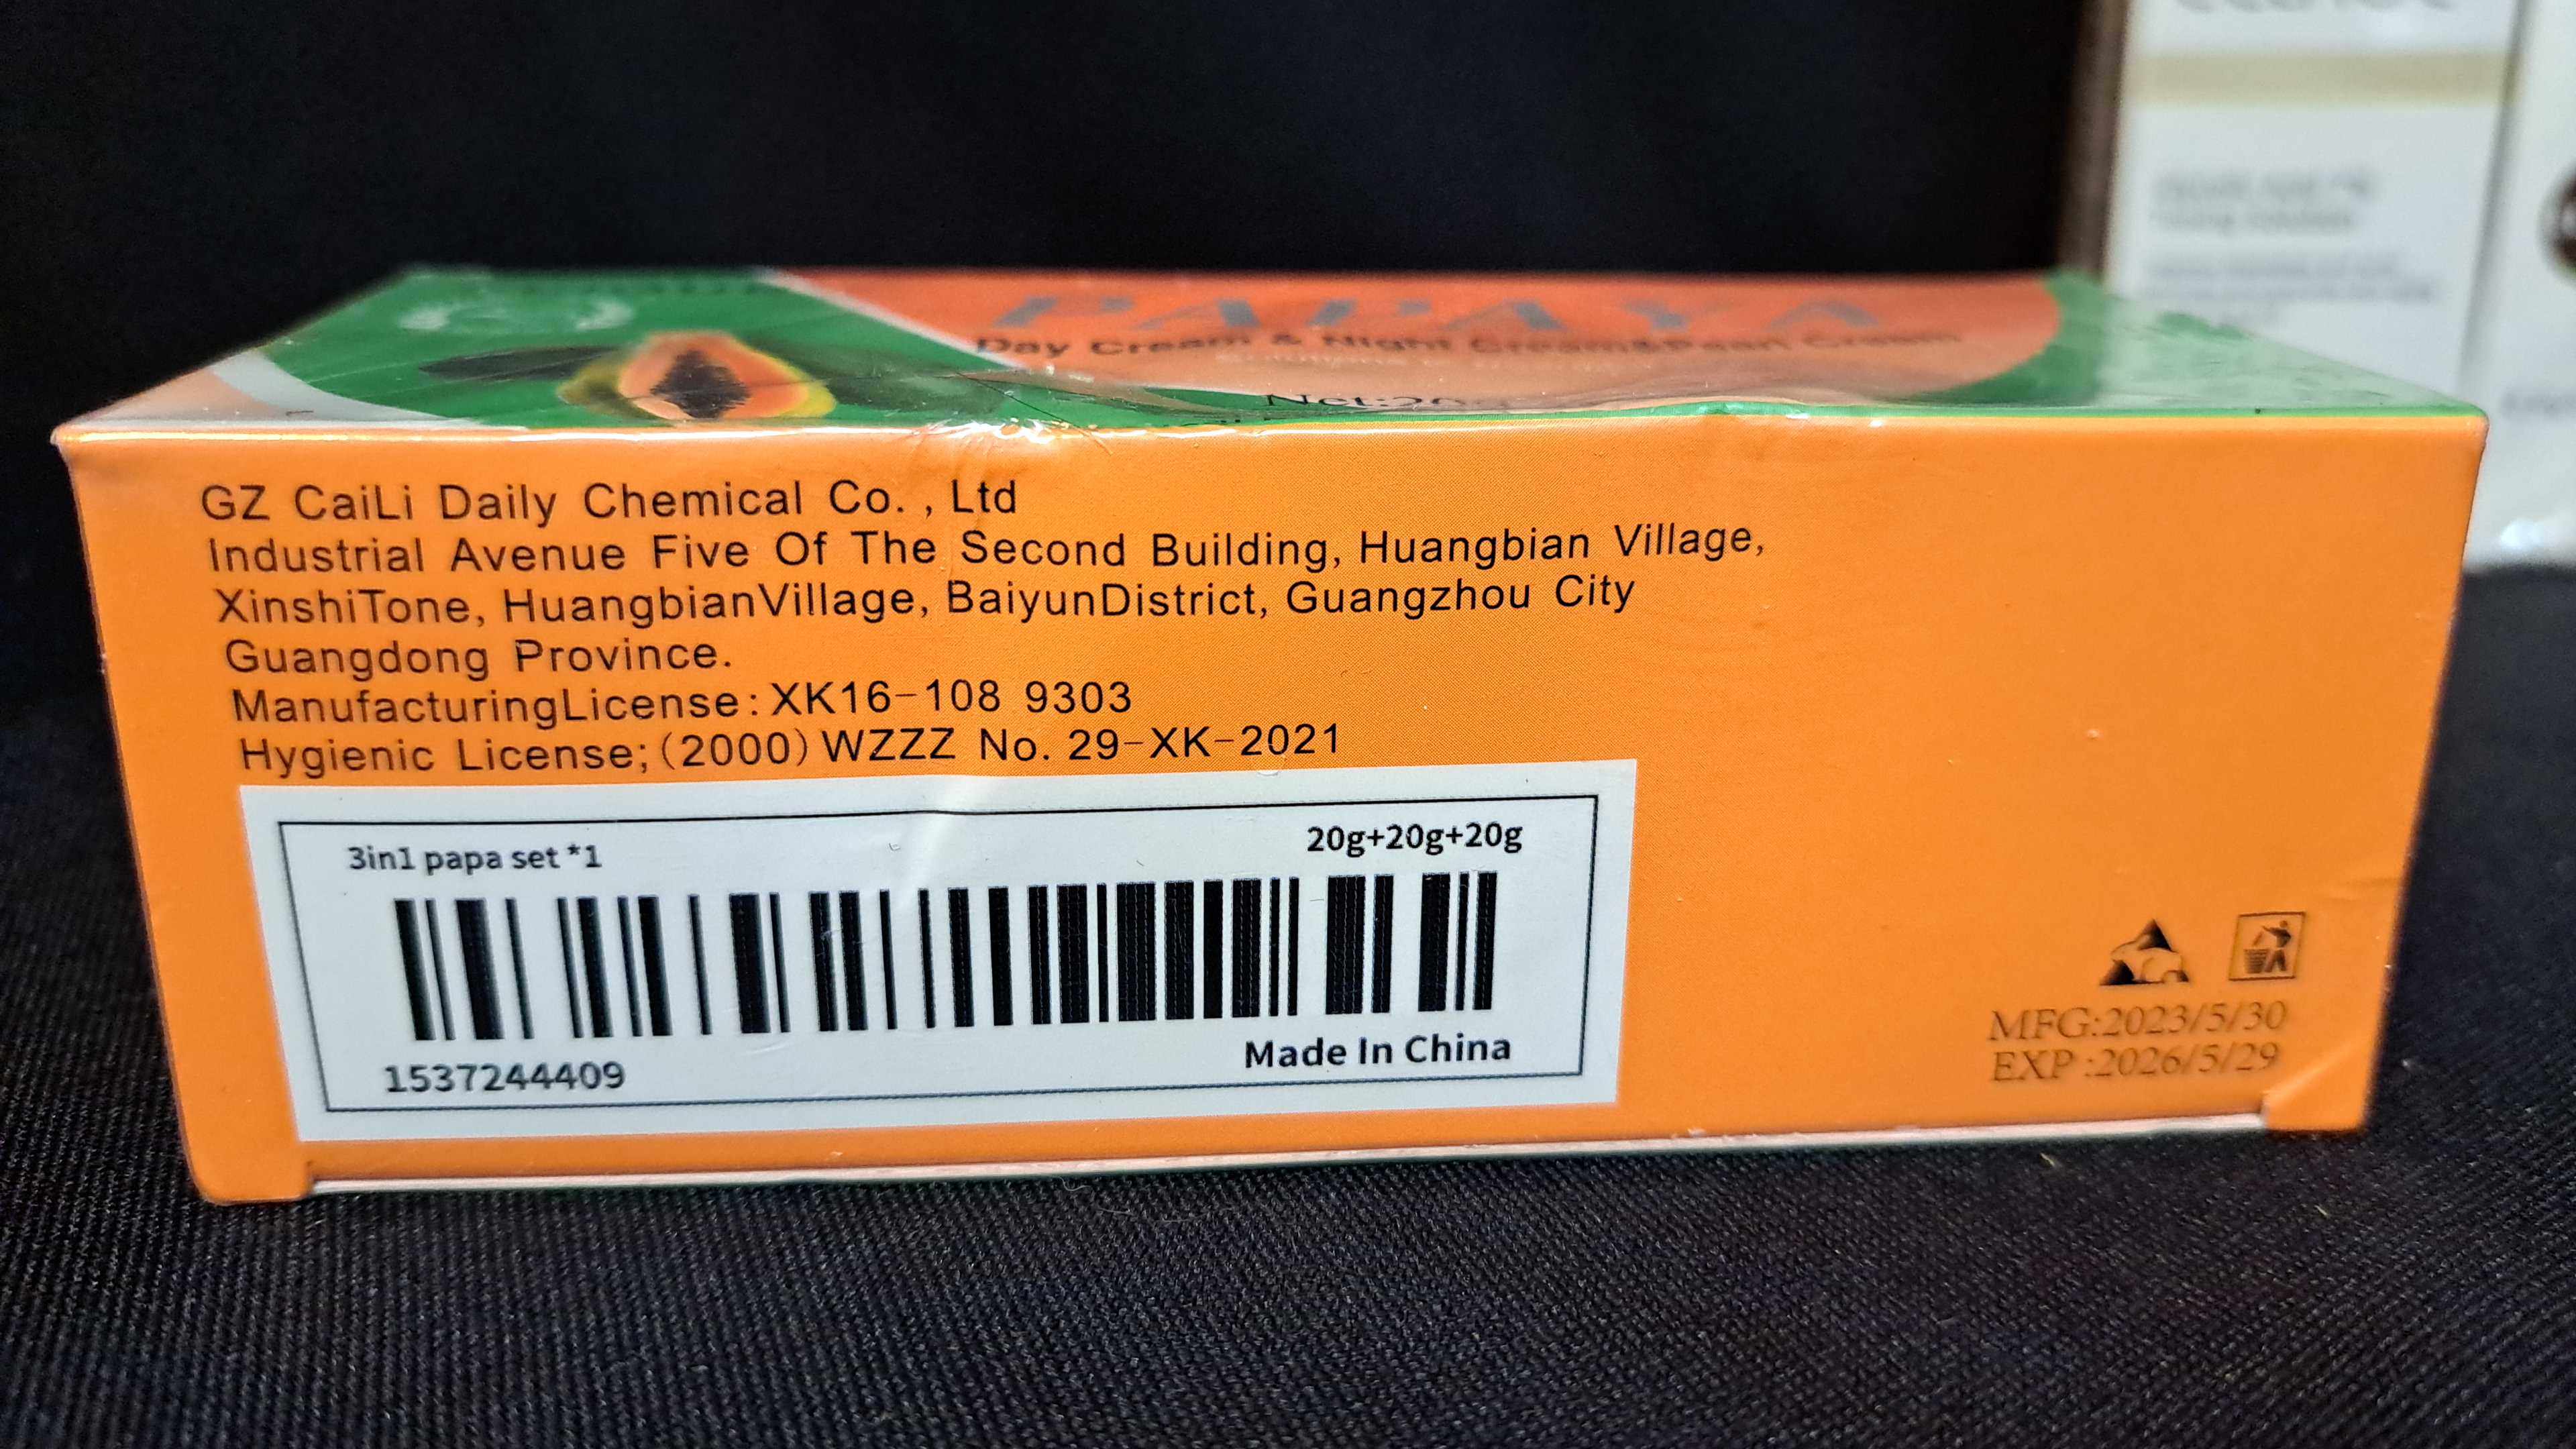 PAPAYA
Day Cream & Night Cream&Pearl Cream
GZ CaiLi Daily Chemical Co. , Ltd
Industrial Avenue Five Of The Second Building, Huangbian Village,
XinshiTone, HuangbianVillage, BaiyunDistrict, Guangzhou City
Guangdong Province.
ManufacturingLicense: XK16-108 9303
Hygienic License; (2000) WZZZ No. 29-XK-2021
3in1 papa set *1
20g+20g+20g
1537244409
Made In China
MFG:2023/5/30
EXP :2026/5/29